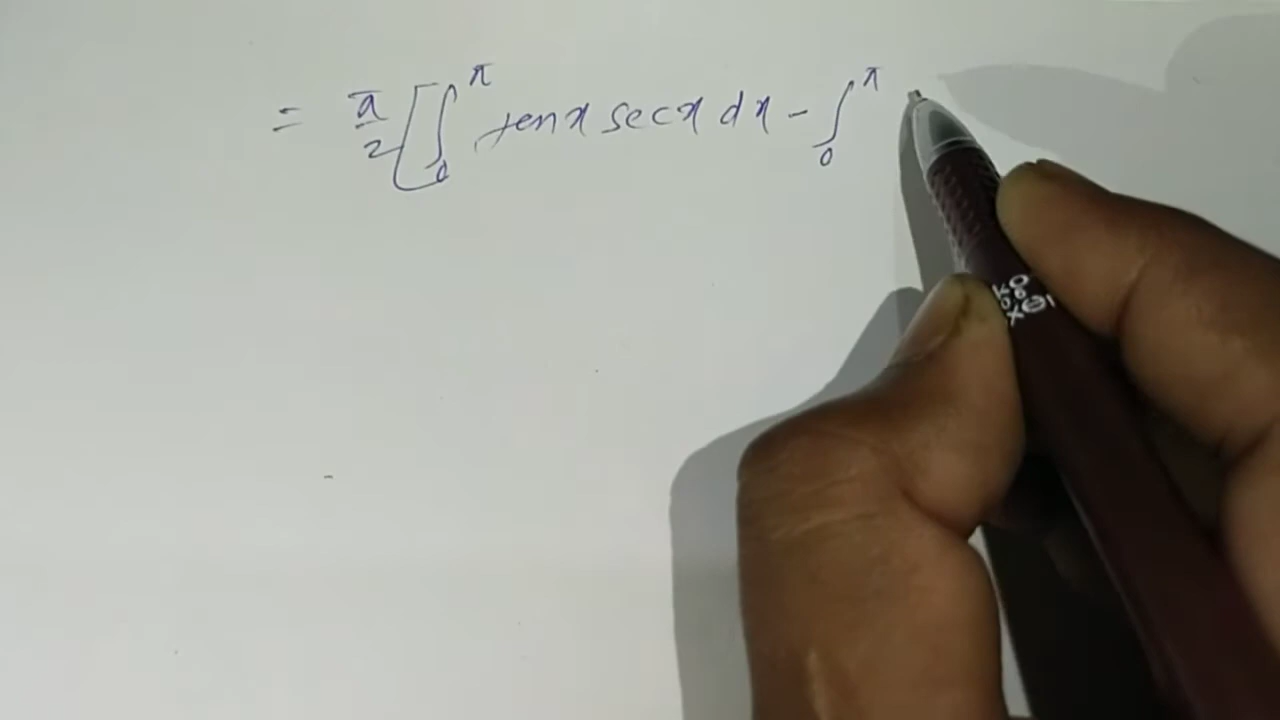 = π/2 [∫₀^π tanx secx dx - ∫₀^π